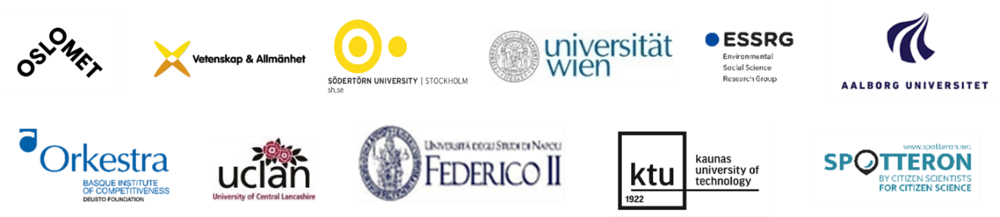 OSLOMET
Vetenskap & Allmänhet
SÖDERTÖRN UNIVERSITY | STOCKHOLM
sh.se
universität
wien
ESSRG
Environmental
Social Science
Research Group
AALBORG UNIVERSITET
Orkestra
BASQUE INSTITUTE
OF COMPETITIVENESS
DEUSTO FOUNDATION
uclan
University of Central Lancashire
UNIVERSITÀ DEGLI STUDI DI NAPOLI
FEDERICO II
ktu
1922
kaunas
university of
technology
www.spotteron.net
SPOTTERON
BY CITIZEN SCIENTISTS
FOR CITIZEN SCIENCE